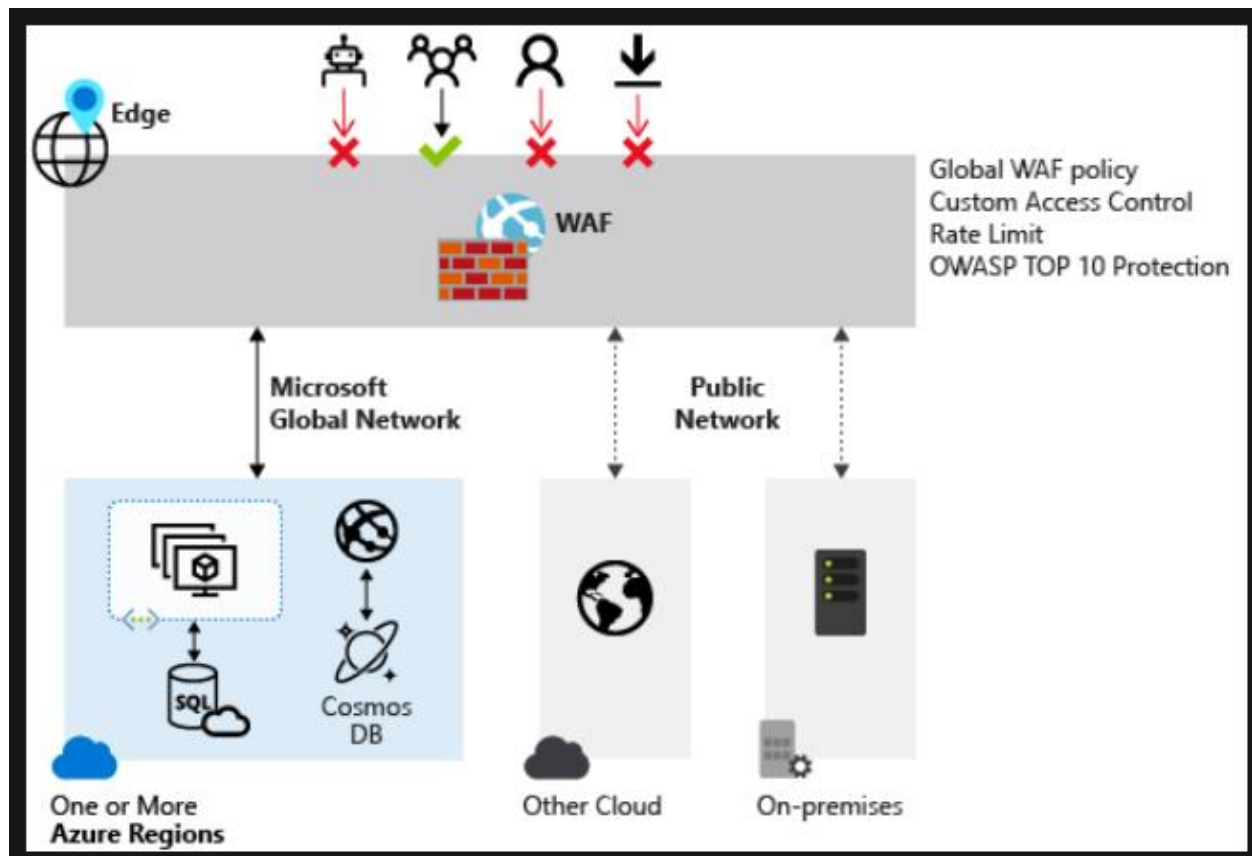 Edge
WAF
Global WAF policy
Custom Access Control
Rate Limit
OWASP TOP 10 Protection
Microsoft
Global Network
Public
Network
SQL
Cosmos
DB
One or More
Azure Regions
Other Cloud
On-premises